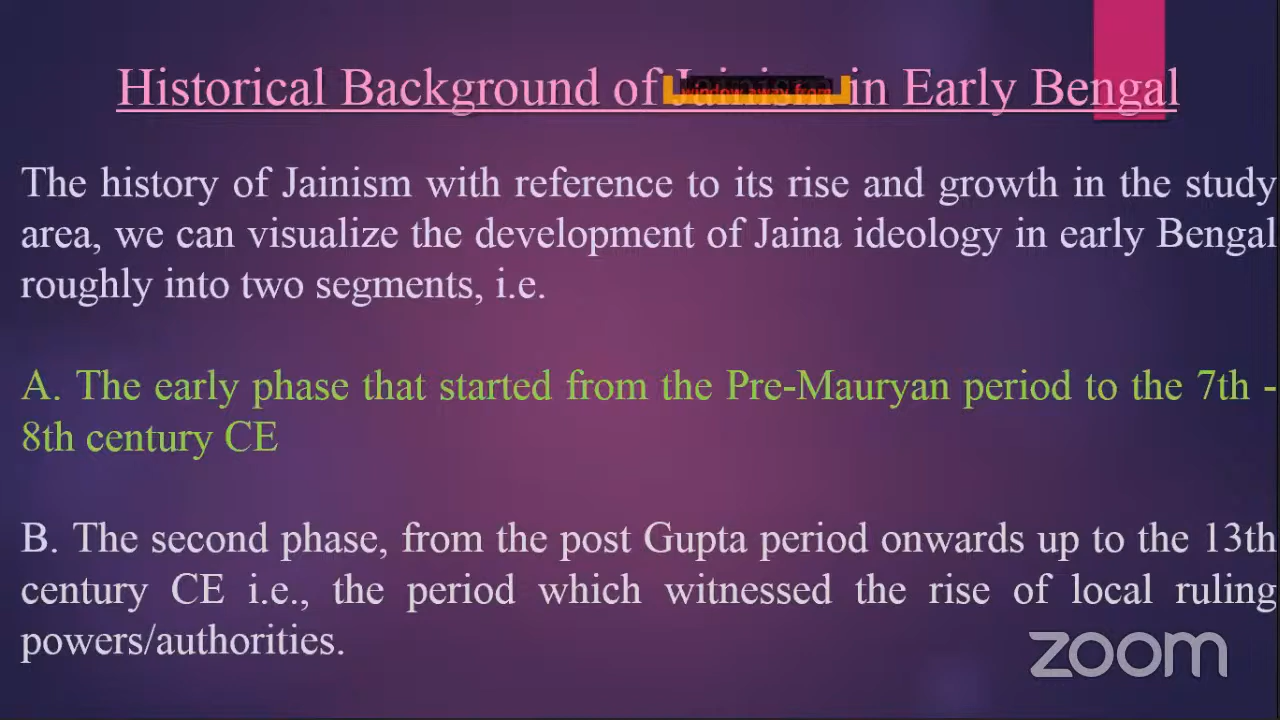 Historical Background of Jainism in Early Bengal
window away from
The history of Jainism with reference to its rise and growth in the study
area, we can visualize the development of Jaina ideology in early Bengal
roughly into two segments, i.e.
A. The early phase that started from the Pre-Mauryan period to the 7th -
8th century CE
B. The second phase, from the post Gupta period onwards up to the 13th
century CE i.e., the period which witnessed the rise of local ruling
powers/authorities.
zoom